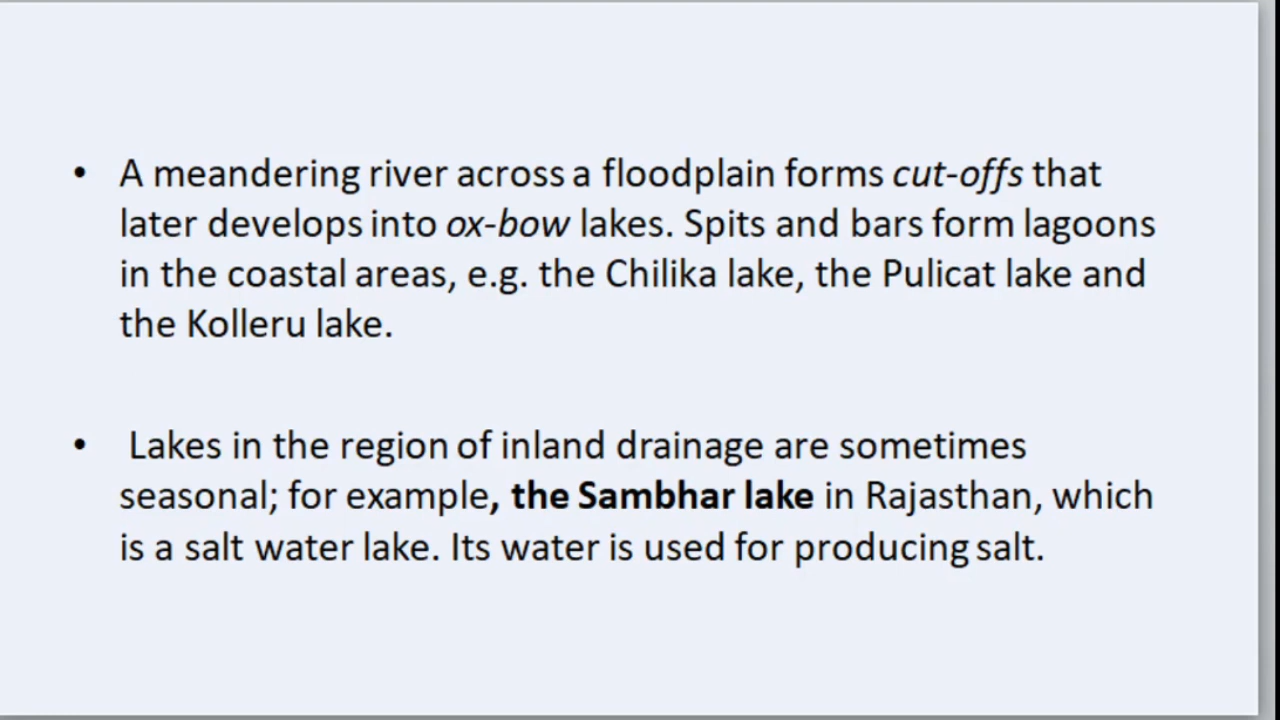 • A meandering river across a floodplain forms cut-offs that
later develops into ox-bow lakes. Spits and bars form lagoons
in the coastal areas, e.g. the Chilika lake, the Pulicat lake and
the Kolleru lake.
• Lakes in the region of inland drainage are sometimes
seasonal; for example, the Sambhar lake in Rajasthan, which
is a salt water lake. Its water is used for producing salt.